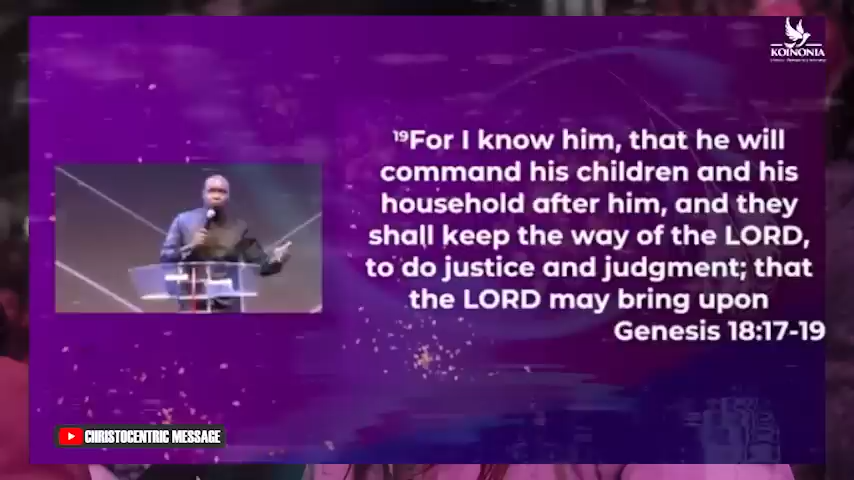 KOINONIA
¹⁹For I know him, that he will
command his children and his
household after him, and they
shall keep the way of the LORD,
to do justice and judgment; that
the LORD may bring upon
Genesis 18:17-19
CHRISTOCENTRIC MESSAGE